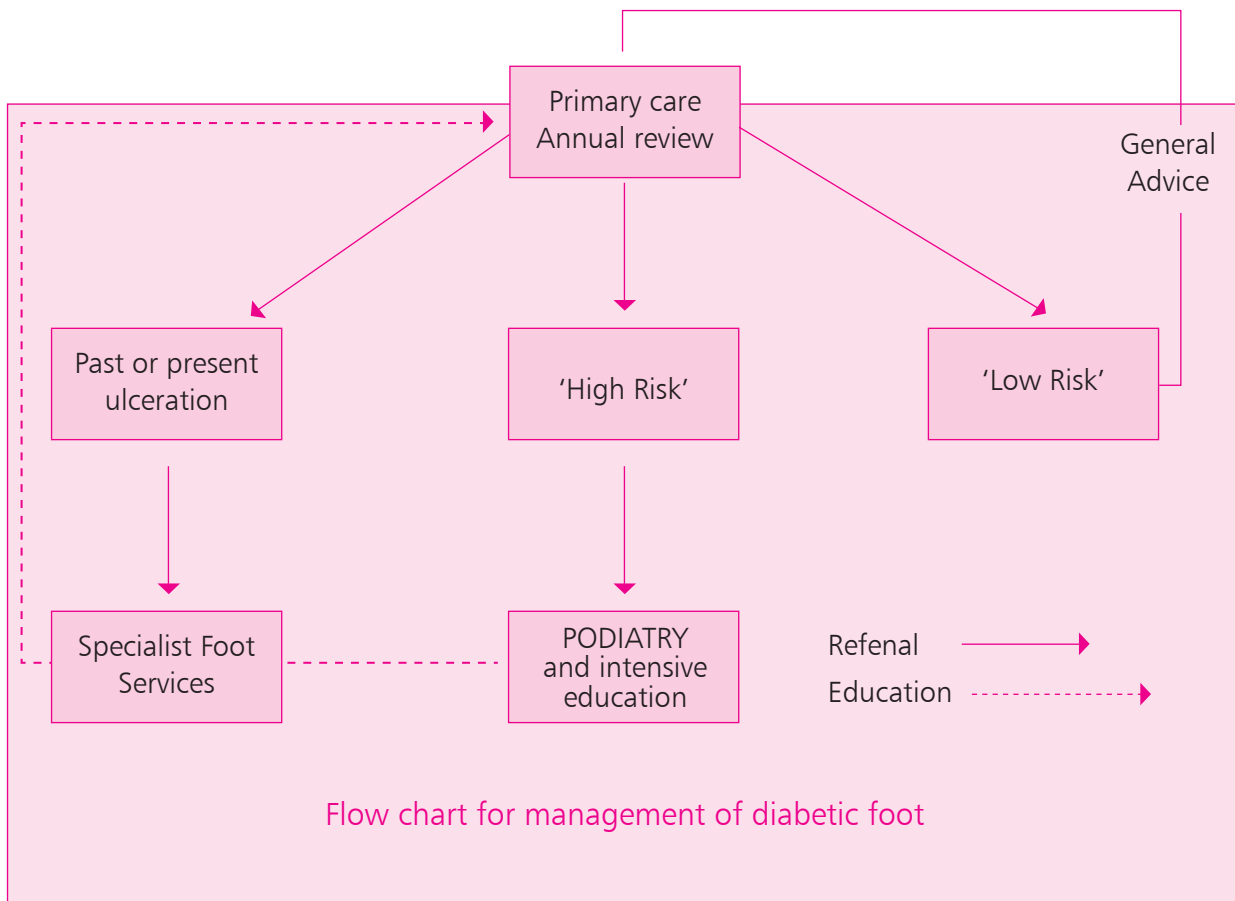 Primary care
Annual review
General
Advice
Past or present
ulceration
'High Risk'
'Low Risk'
Specialist Foot
Services
PODIATRY
and intensive
education
Refenal
Education
Flow chart for management of diabetic foot